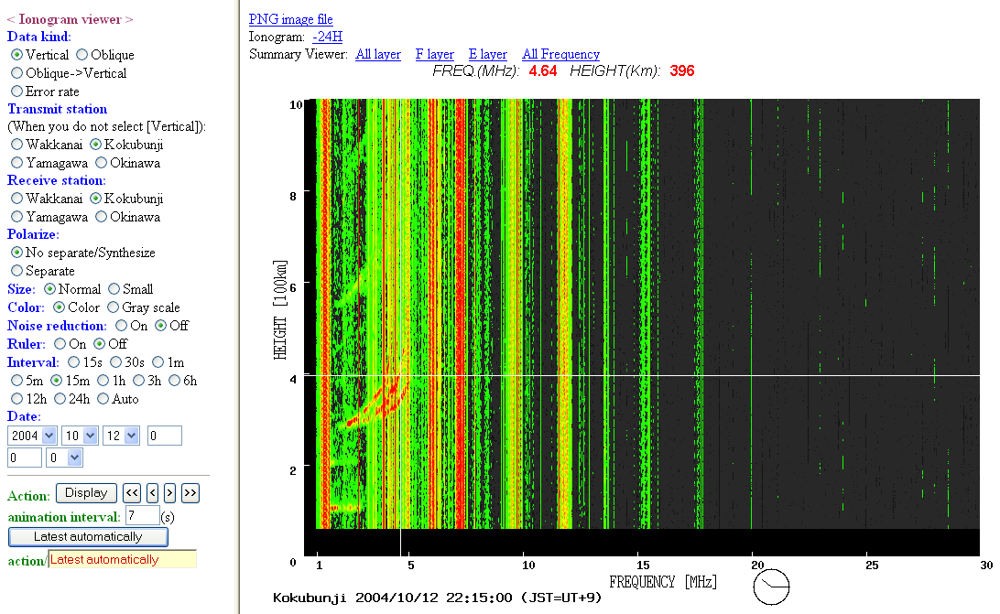 < Ionogram viewer >
Data kind:
Vertical Oblique
Oblique->Vertical
Error rate
Transmit station
(When you do not select [Vertical]):
Wakkanai Kokubunji
Yamagawa Okinawa
Receive station:
Wakkanai Kokubunji
Yamagawa Okinawa
Polarize:
No separate/Synthesize
Separate
Size: Normal Small
Color: Color Gray scale
Noise reduction: On Off
Ruler: On Off
Interval: 15s 30s 1m
5m 15m 1h 3h 6h
12h 24h Auto
Date:
2004 10 12 0
0 0
Action: Display << < > >>
animation interval: 7 (s)
Latest automatically
action/ Latest automatically
PNG image file
Ionogram: -24H
Summary Viewer: All layer F layer E layer All Frequency
FREQ.(MHz): 4.64 HEIGHT(Km): 396
10
8
6
4
2
0
HEIGHT [100km]
1 5 10 15 20 25 30
FREQUENCY [MHz]
Kokubunji 2004/10/12 22:15:00 (JST=UT+9)